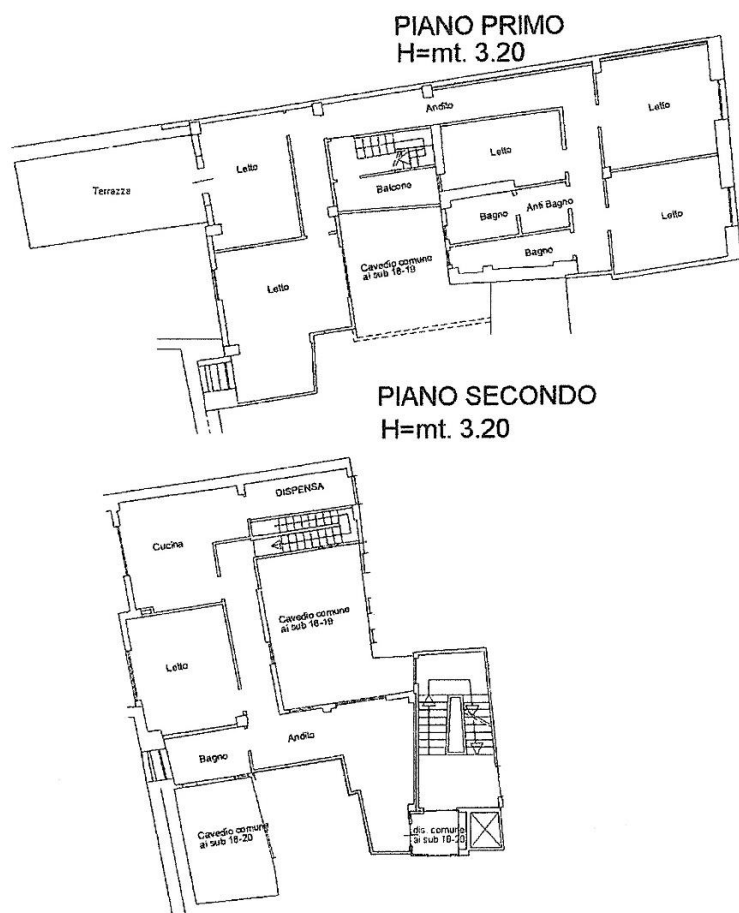 PIANO PRIMO
H=mt. 3.20
Andito
Letto
Letto
Letto
Terrazza
Balcone
Bagno
Anti Bagno
Letto
Bagno
Cavedio comune
ai sub 18-19
Letto
PIANO SECONDO
H=mt. 3.20
DISPENSA
Cucina
Cavedio comune
ai sub 18-19
Letto
Andito
Bagno
Cavedio comune
ai sub 18-20
dis. comune
ai sub 18-20